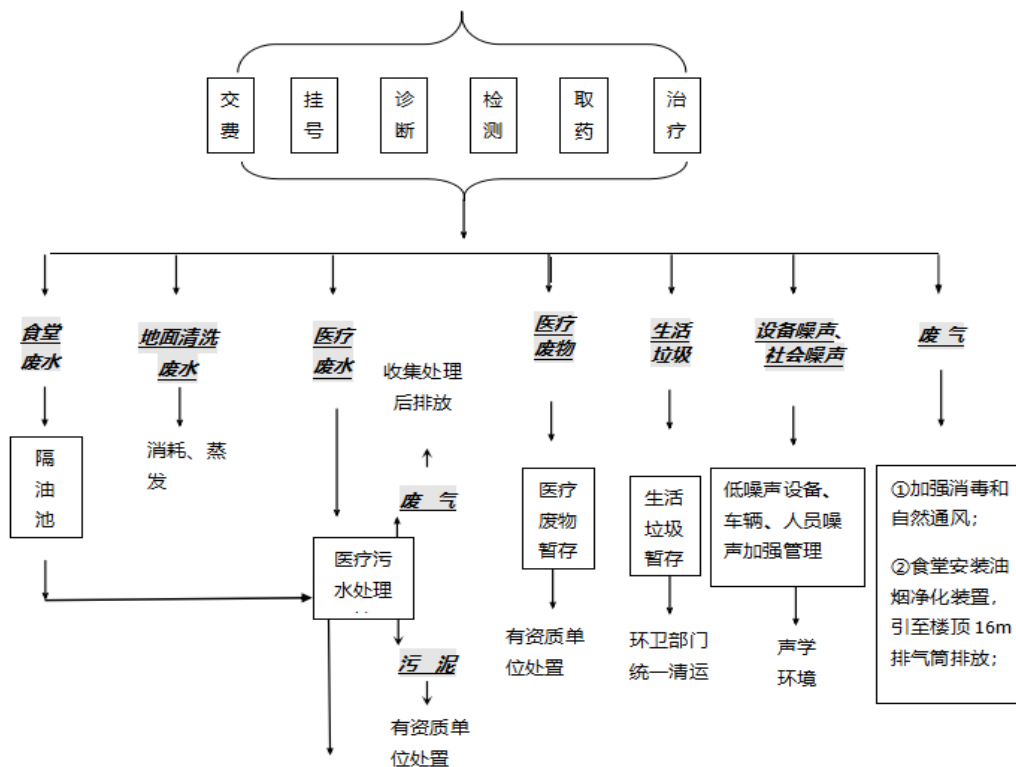 交费
挂号
诊断
检测
取药
治疗
食堂
废水
地面清洗
废水
医疗
废水
医疗
废物
生活
垃圾
设备噪声、
社会噪声
废 气
收集处理
后排放
消耗、蒸
发
隔
油
池
废 气
医疗污
水处理
污 泥
有资质单
位处置
医疗
废物
暂存
有资质单
位处置
生活
垃圾
暂存
环卫部门
统一清运
低噪声设备、
车辆、人员噪
声加强管理
声学
环境
①加强消毒和
自然通风；
②食堂安装油
烟净化装置，
引至楼顶 16m
排气筒排放；